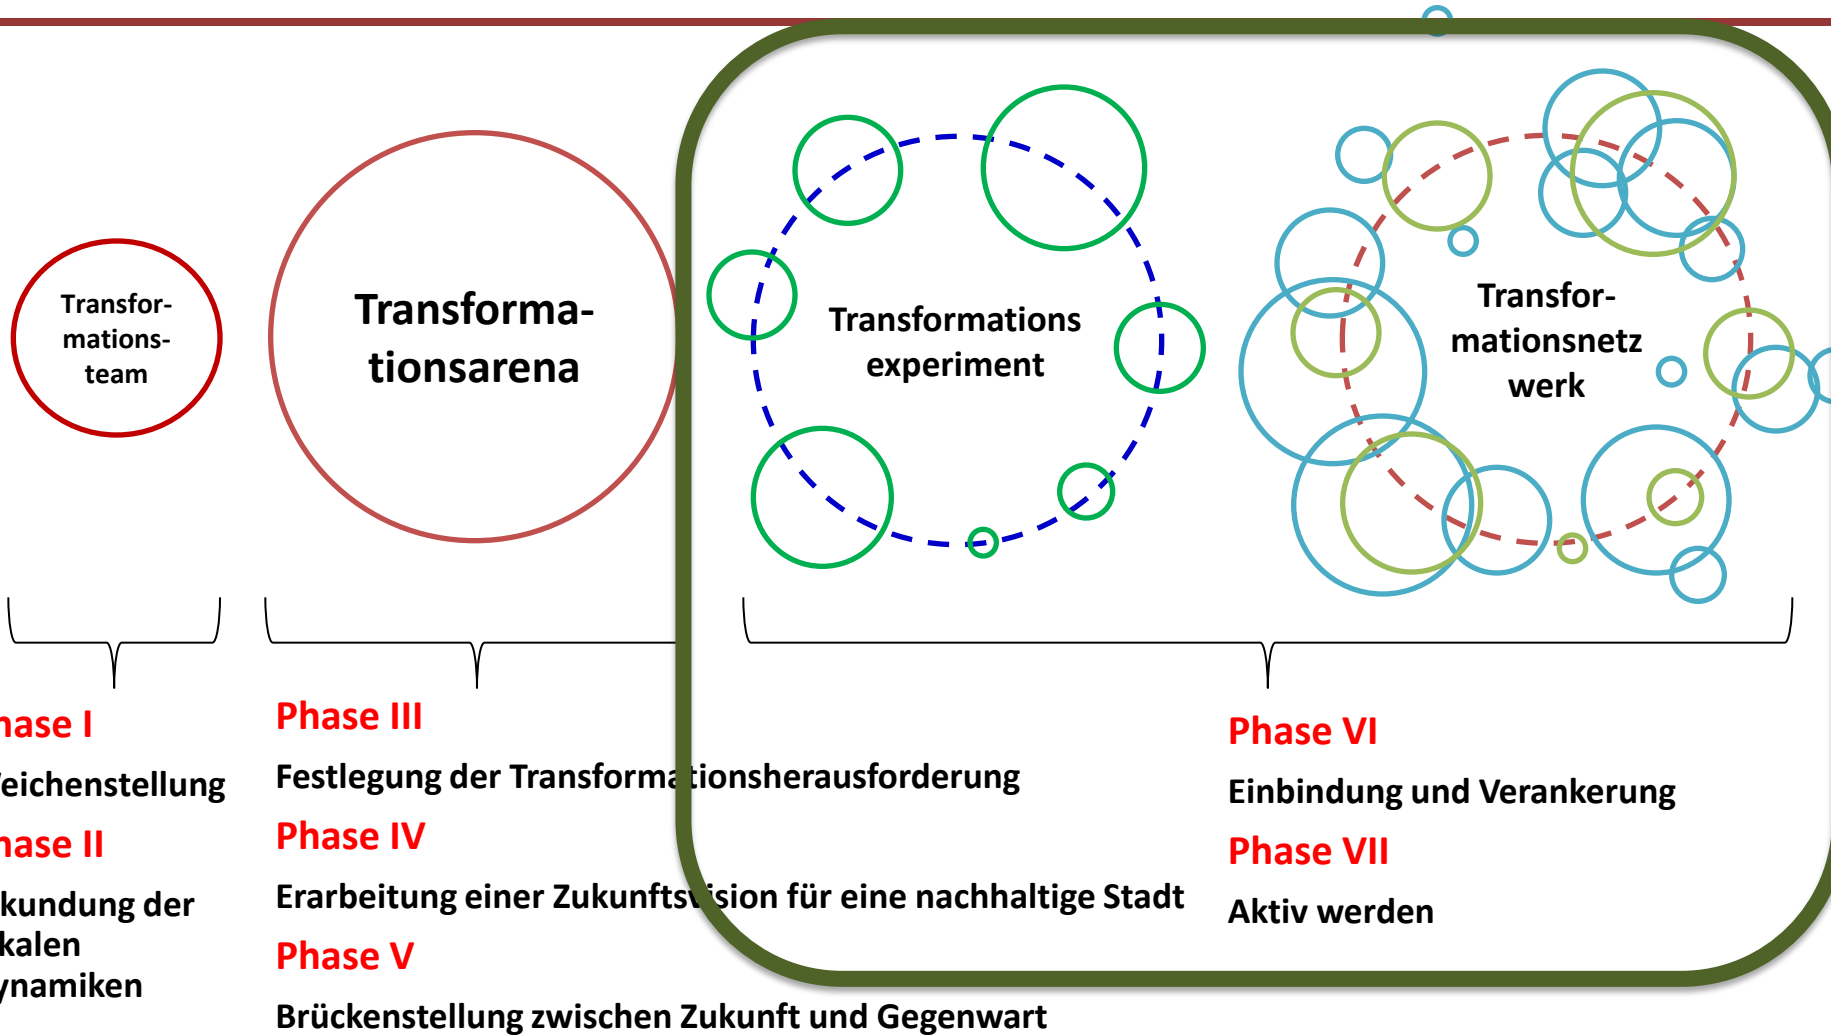 Transfor-
mations-
team
Transforma-
tionsarena
Transformations
experiment
Transfor-
mationsnetz
werk
hase I
eichenstellung
hase II
kundung der
kalen
ynamiken
Phase III
Festlegung der Transformationsherausforderung
Phase IV
Erarbeitung einer Zukunftsvision für eine nachhaltige Stadt
Phase V
Brückenstellung zwischen Zukunft und Gegenwart
Phase VI
Einbindung und Verankerung
Phase VII
Aktiv werden